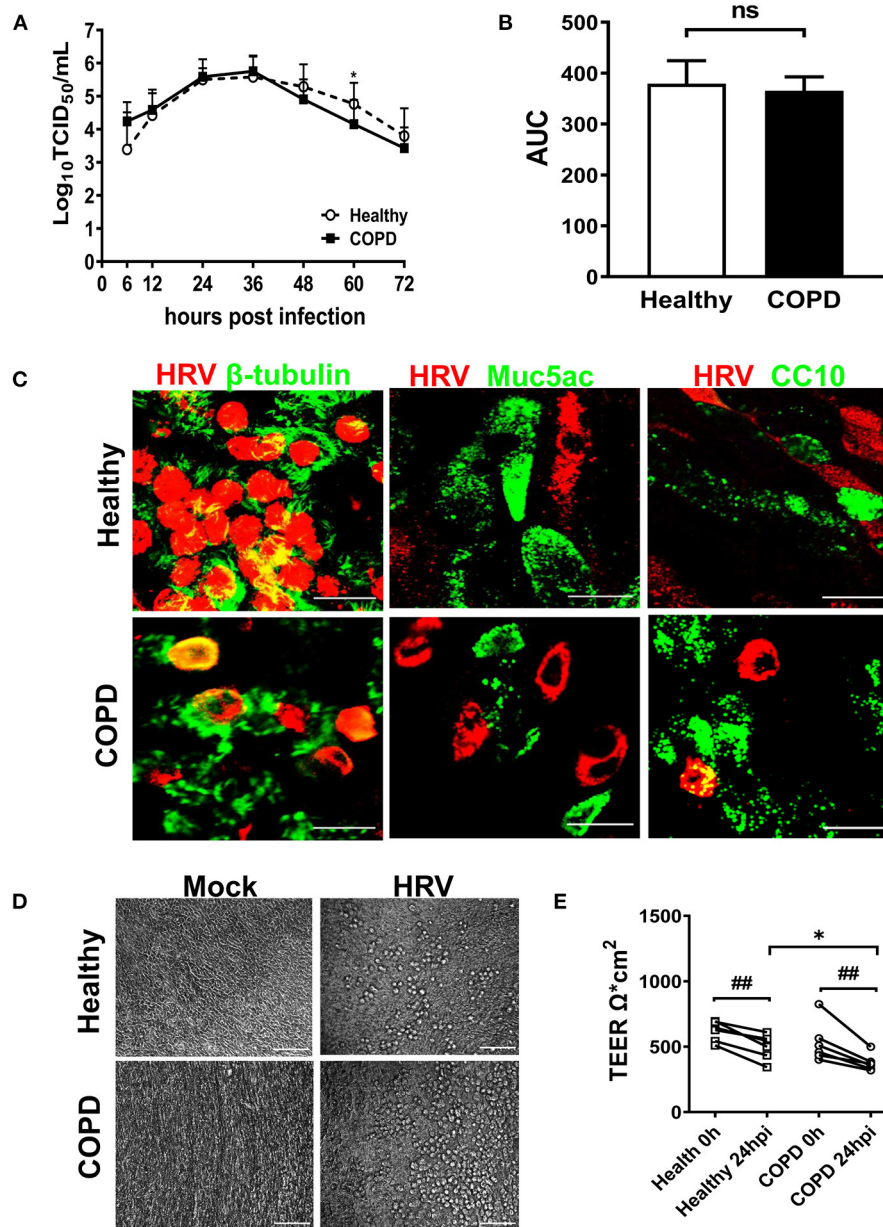 A
Log10TCID50/mL
7
6
5
4
3
2
1
0
*
Healthy
COPD
0 6 12 24 36 48 60 72
hours post infection
B
AUC
500
400
300
200
100
0
ns
Healthy COPD
C
HRV β-tubulin HRV Muc5ac HRV CC10
Healthy
COPD
D
Mock HRV
Healthy
COPD
E
TEER Ω*cm2
1500
1000
500
0
*
## ##
Health 0h
Healthy 24hpi
COPD 0h
COPD 24hpi